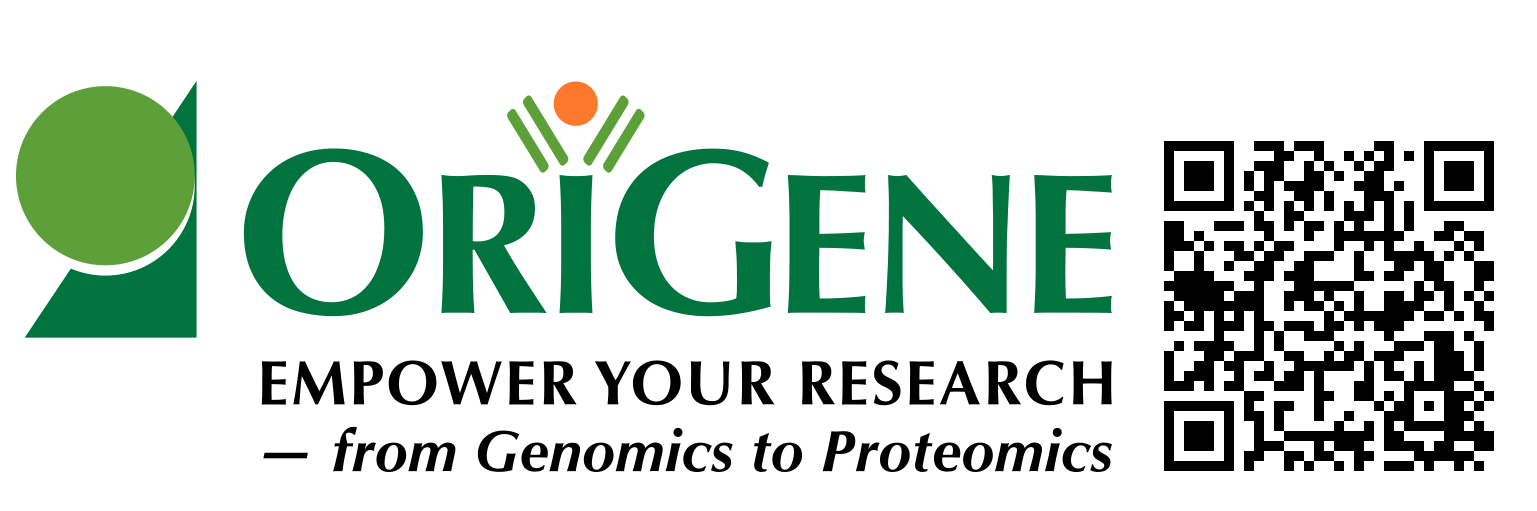 ORIGENE
EMPOWER YOUR RESEARCH
— from Genomics to Proteomics